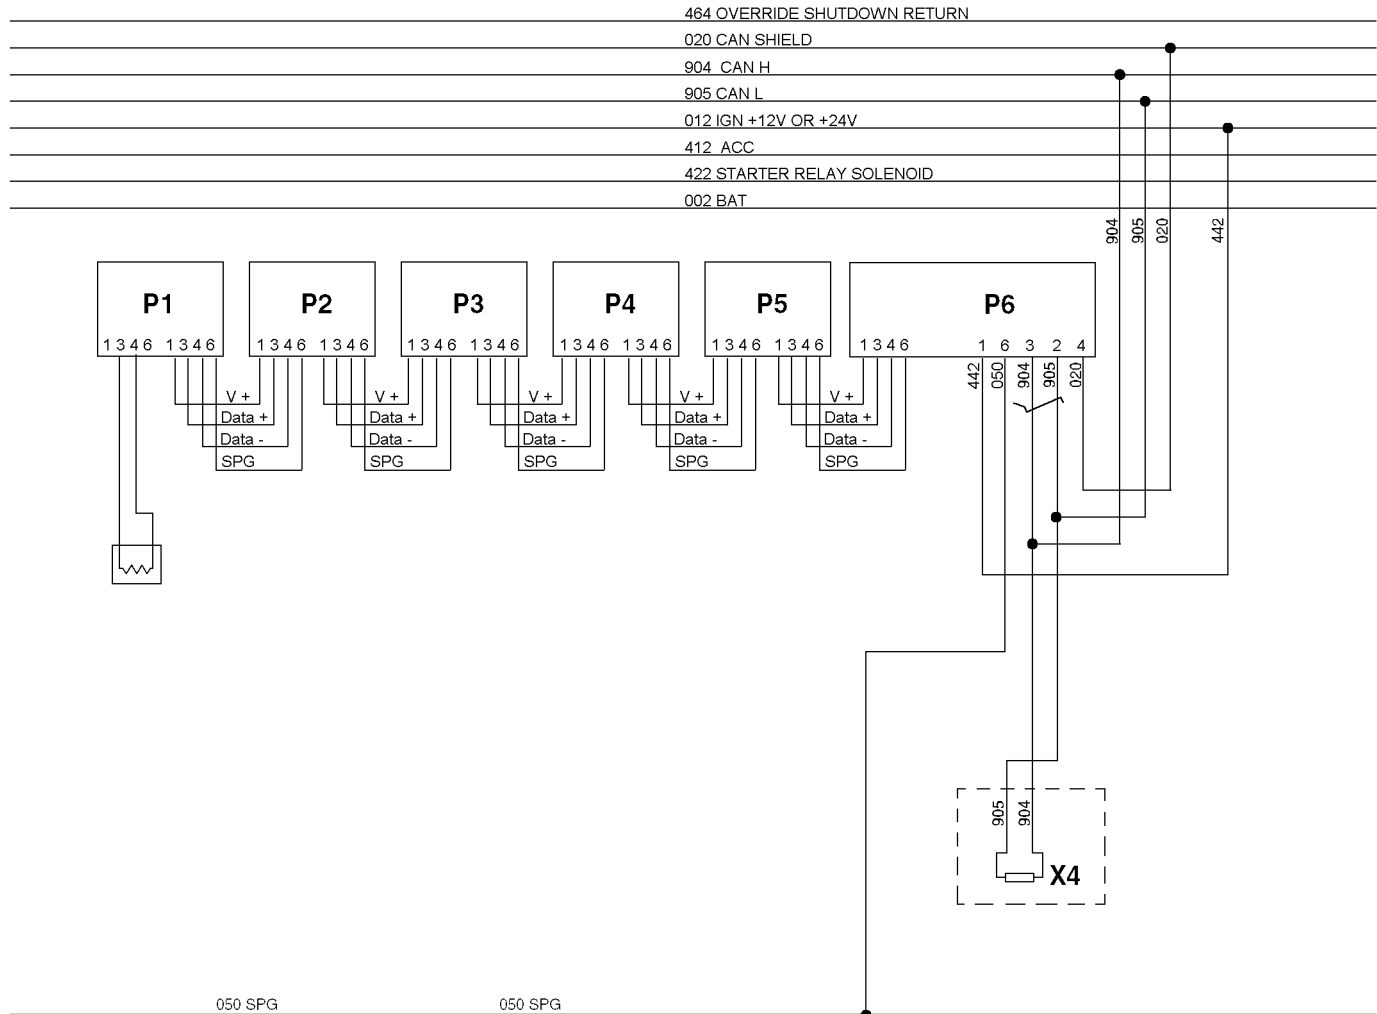 464 OVERRIDE SHUTDOWN RETURN
020 CAN SHIELD
904 CAN H
905 CAN L
012 IGN +12V OR +24V
412 ACC
422 STARTER RELAY SOLENOID
002 BAT
904 905 020 442
P1 P2 P3 P4 P5 P6
1 3 4 6 1 3 4 6 1 3 4 6 1 3 4 6 1 3 4 6 1 3 4 6 1 3 4 6 1 3 4 6 1 3 4 6 1 3 4 6 1 3 4 6 1 6 3 2 4
442 050 904 905 020
V + V + V + V + V +
Data + Data + Data + Data + Data +
Data - Data - Data - Data - Data -
SPG SPG SPG SPG SPG
905 904
X4
050 SPG 050 SPG